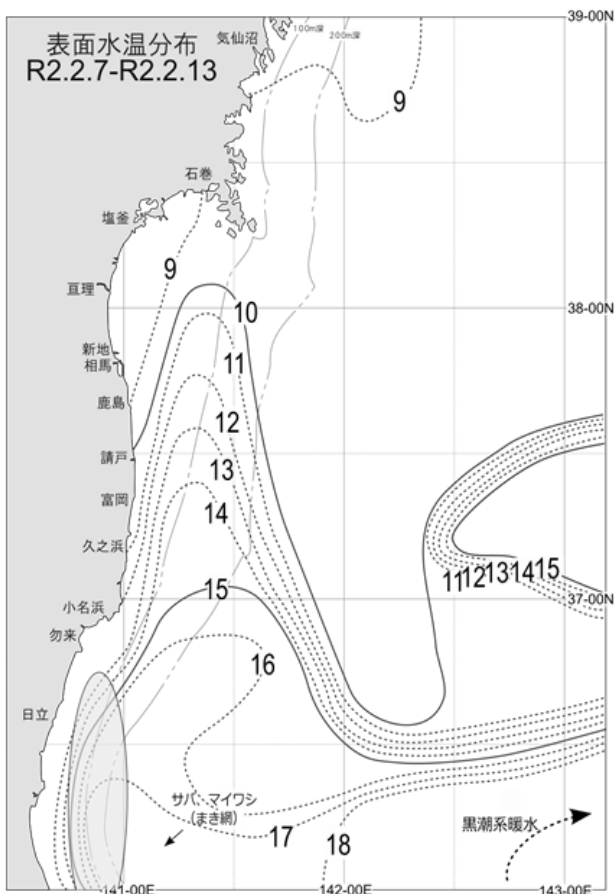 39-00N
表面水温分布
R2.2.7-R2.2.13
気仙沼
100m深
200m深
9
石巻
塩釜
9
亘理
38-00N
10
新地
相馬
11
鹿島
12
請戸
13
富岡
14
久之浜
11 12 13 14 15
15
37-00N
小名浜
勿来
16
日立
サバ、マイワシ
(まき網)
黒潮系暖水
17
18
141-00E
142-00E
143-00E